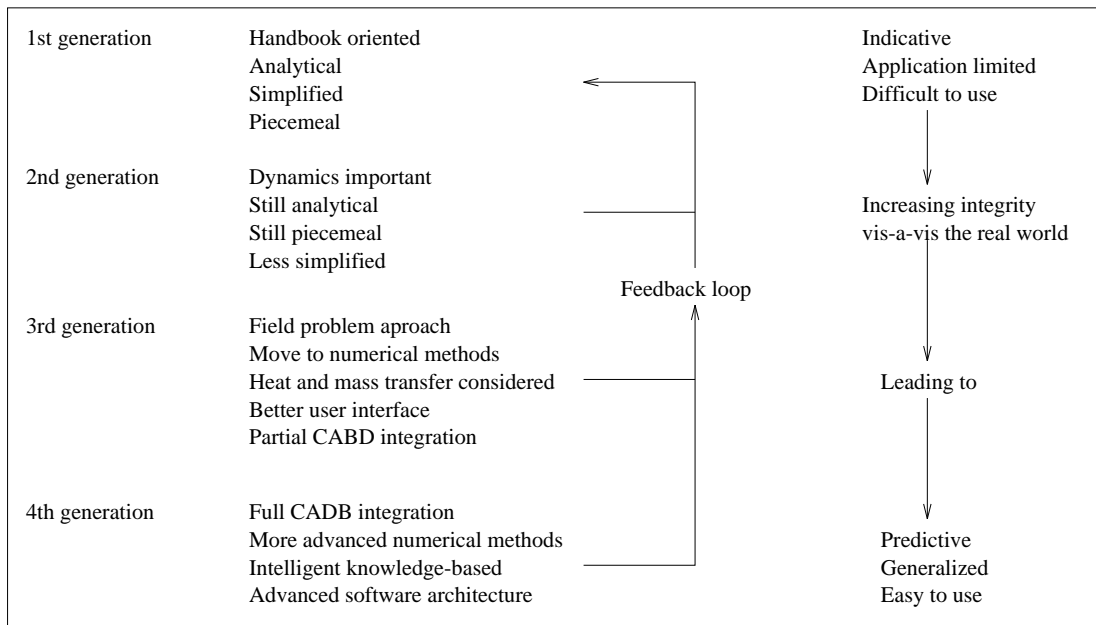 1st generation
Handbook oriented
Analytical
Simplified
Piecemeal
Indicative
Application limited
Difficult to use
2nd generation
Dynamics important
Still analytical
Still piecemeal
Less simplified
Increasing integrity
vis-a-vis the real world
Feedback loop
3rd generation
Field problem aproach
Move to numerical methods
Heat and mass transfer considered
Better user interface
Partial CABD integration
Leading to
4th generation
Full CADB integration
More advanced numerical methods
Intelligent knowledge-based
Advanced software architecture
Predictive
Generalized
Easy to use